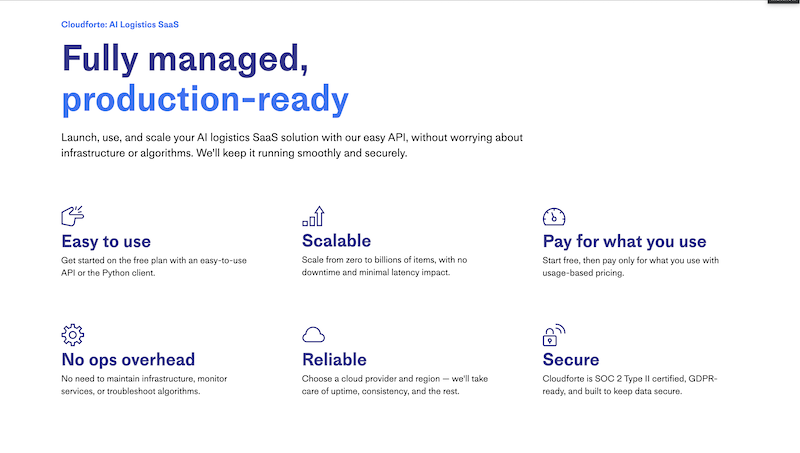 Cloudforte: AI Logistics SaaS
Fully managed,
production-ready
Launch, use, and scale your AI logistics SaaS solution with our easy API, without worrying about
infrastructure or algorithms. We'll keep it running smoothly and securely.
Easy to use
Get started on the free plan with an easy-to-use
API or the Python client.
Scalable
Scale from zero to billions of items, with no
downtime and minimal latency impact.
Pay for what you use
Start free, then pay only for what you use with
usage-based pricing.
No ops overhead
No need to maintain infrastructure, monitor
services, or troubleshoot algorithms.
Reliable
Choose a cloud provider and region — we'll take
care of uptime, consistency, and the rest.
Secure
Cloudforte is SOC 2 Type II certified, GDPR-
ready, and built to keep data secure.